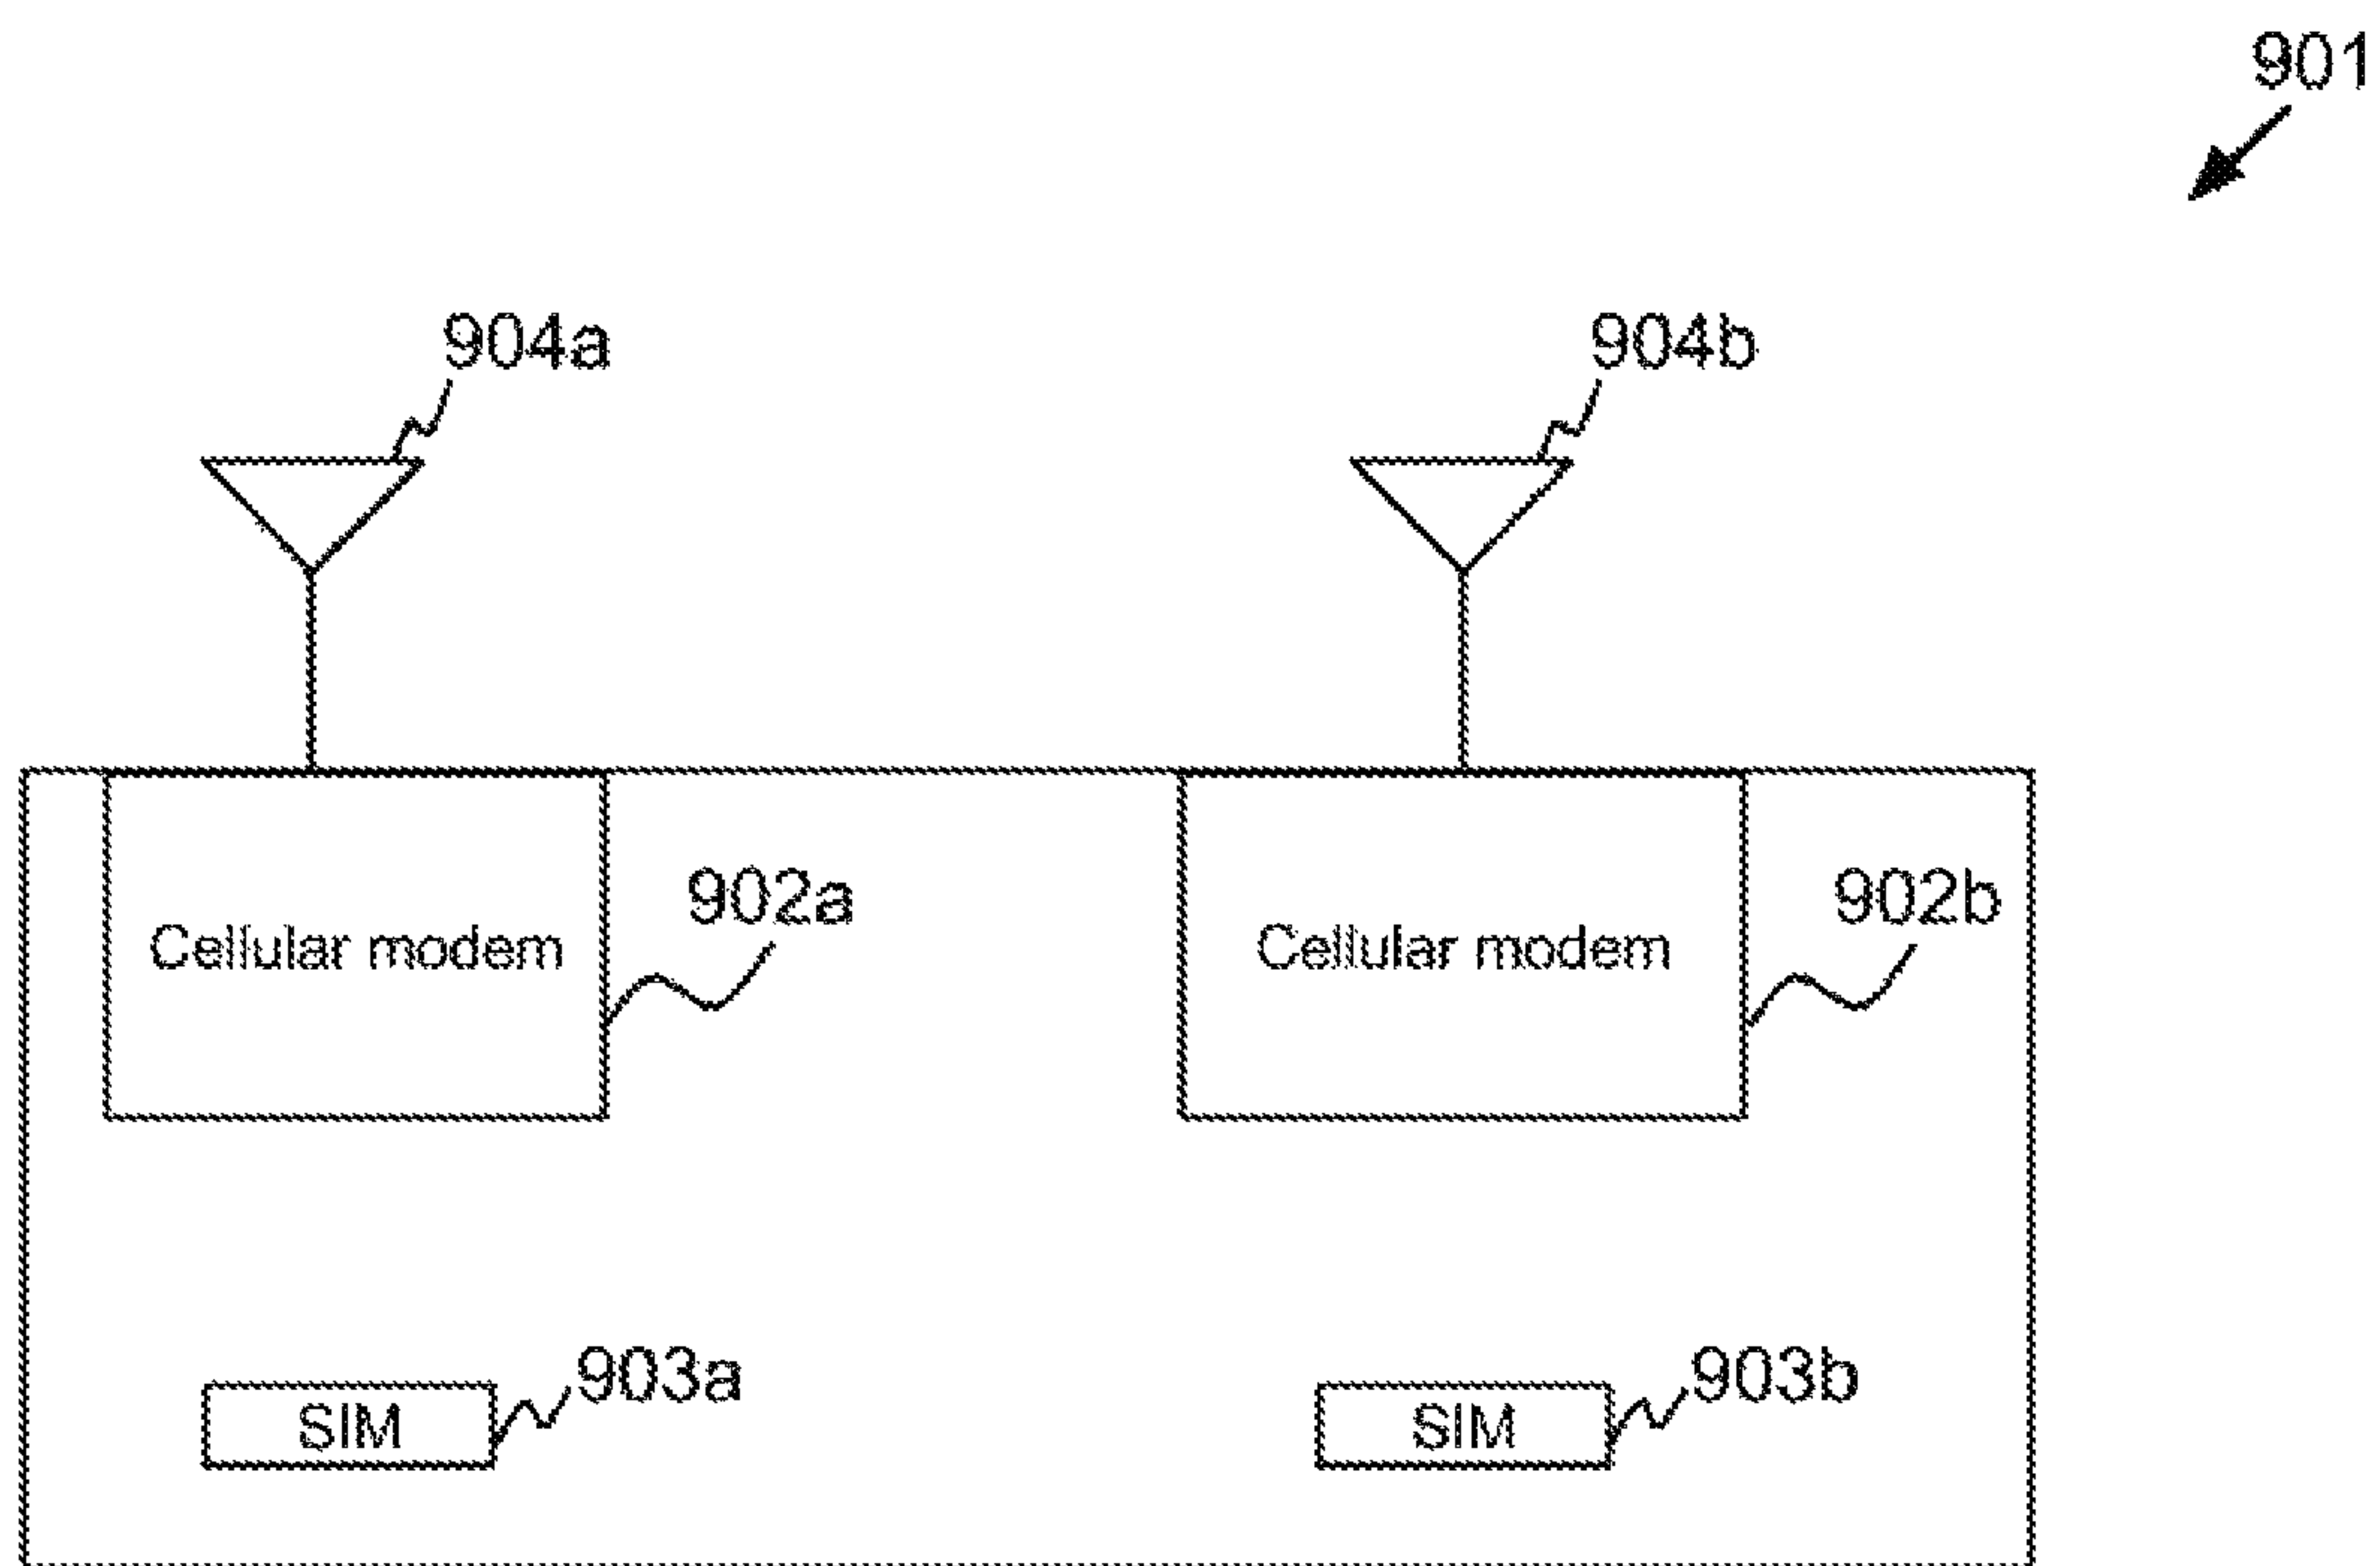 901
904a
904b
902a
902b
Cellular modem
Cellular modem
903a
903b
SIM
SIM